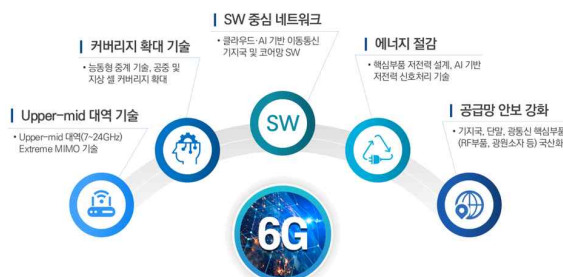 SW 중심 네트워크
• 클라우드·AI 기반 이동통신
기지국 및 코어망 SW
커버리지 확대 기술
• 능동형 중계 기술, 공중 및
지상 셀 커버리지 확대
에너지 절감
• 핵심부품 저전력 설계, AI 기반
저전력 신호처리 기술
Upper-mid 대역 기술
• Upper-mid 대역(7~24GHz)
Extreme MIMO 기술
공급망 안보 강화
• 기지국, 단말, 광통신 핵심부품
(RF부품, 광원소자 등) 국산화
SW
6G